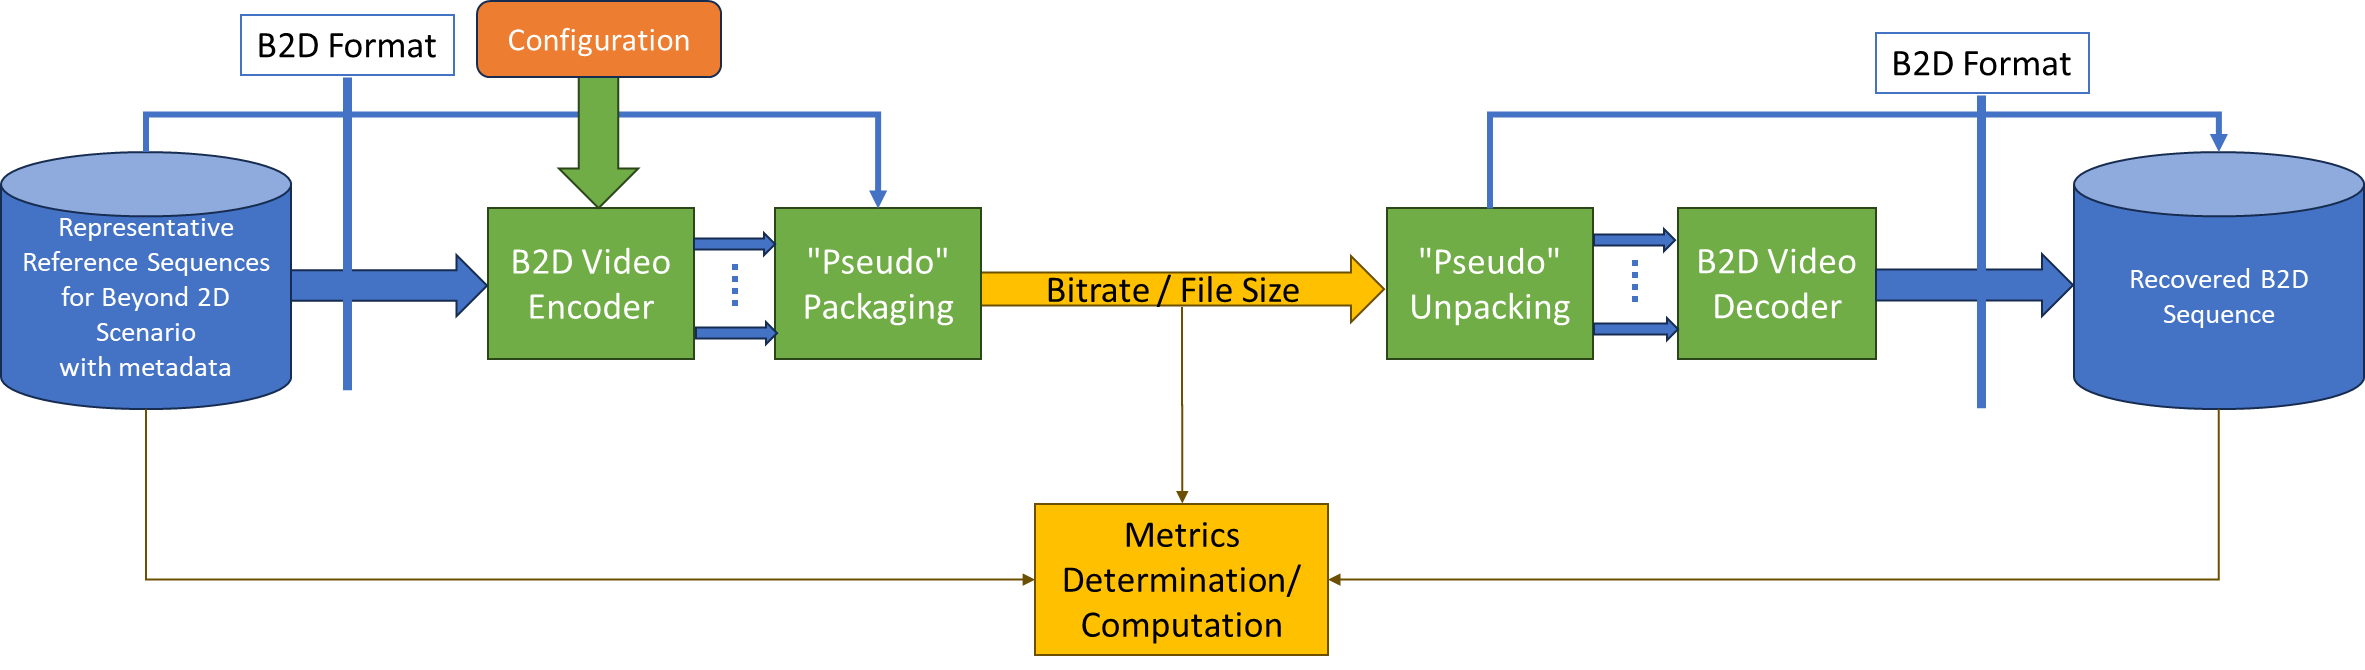 B2D Format
Configuration
B2D Format
Representative
Reference Sequences
for Beyond 2D
Scenario
with metadata
B2D Video
Encoder
"Pseudo"
Packaging
Bitrate / File Size
"Pseudo"
Unpacking
B2D Video
Decoder
Recovered B2D
Sequence
Metrics
Determination/
Computation